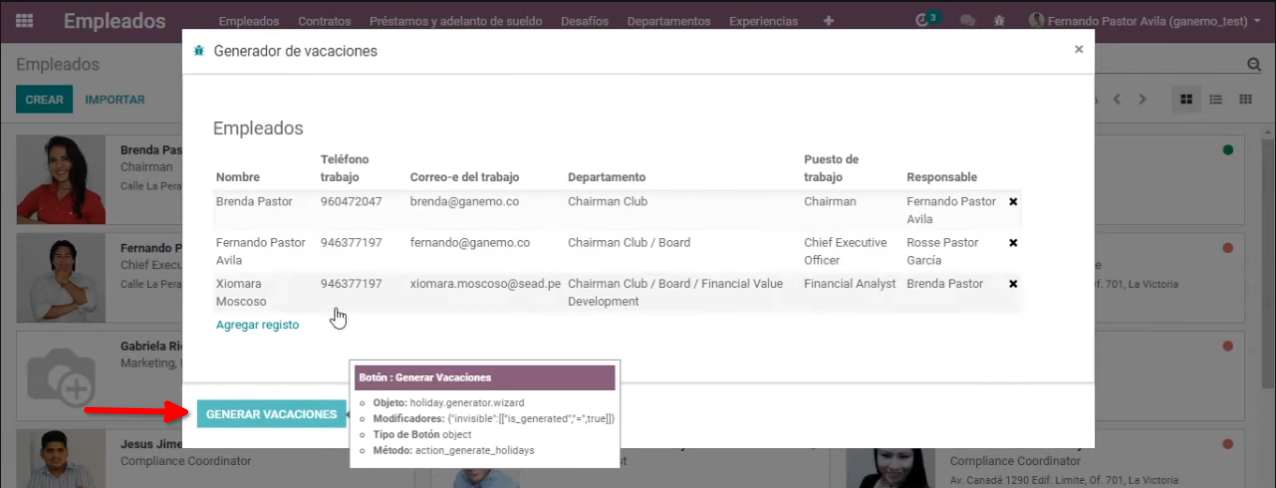 Empleados Empleados Contratos Préstamos y adelanto de sueldo Desafíos Departamentos Experiencias 3 Fernando Pastor Avila (ganemo_test)
Generador de vacaciones ×
Empleados
CREAR IMPORTAR
Empleados
Nombre Teléfono trabajo Correo-e del trabajo Departamento Puesto de trabajo Responsable
Brenda Pastor 960472047 brenda@ganemo.co Chairman Club Chairman Fernando Pastor Avila
Fernando Pastor Avila 946377197 fernando@ganemo.co Chairman Club / Board Chief Executive Officer Rosse Pastor García
Xiomara Moscoso 946377197 xiomara.moscoso@sead.pe Chairman Club / Board / Financial Value Development Financial Analyst Brenda Pastor
Agregar registo
GENERAR VACACIONES
Botón : Generar Vacaciones
Objeto: holiday.generator.wizard
Modificadores: {"invisible":[["is_generated","=",true]]}
Tipo de Botón object
Método: action_generate_holidays
Brenda Pas
Chairman
Calle La Pera
Fernando P
Chief Execu
Calle La Pera
Gabriela Ri
Marketing,
Jesus Jime
Compliance Coordinator
Of. 701, La Victoria
Compliance Coordinator
Av. Canadá 1290 Edif. Limite, Of. 701, La Victoria